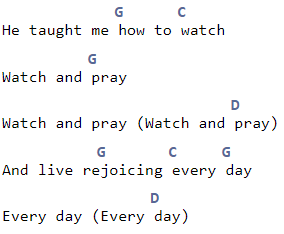 G C
He taught me how to watch
G
Watch and pray
D
Watch and pray (Watch and pray)
G C G
And live rejoicing every day
D
Every day (Every day)